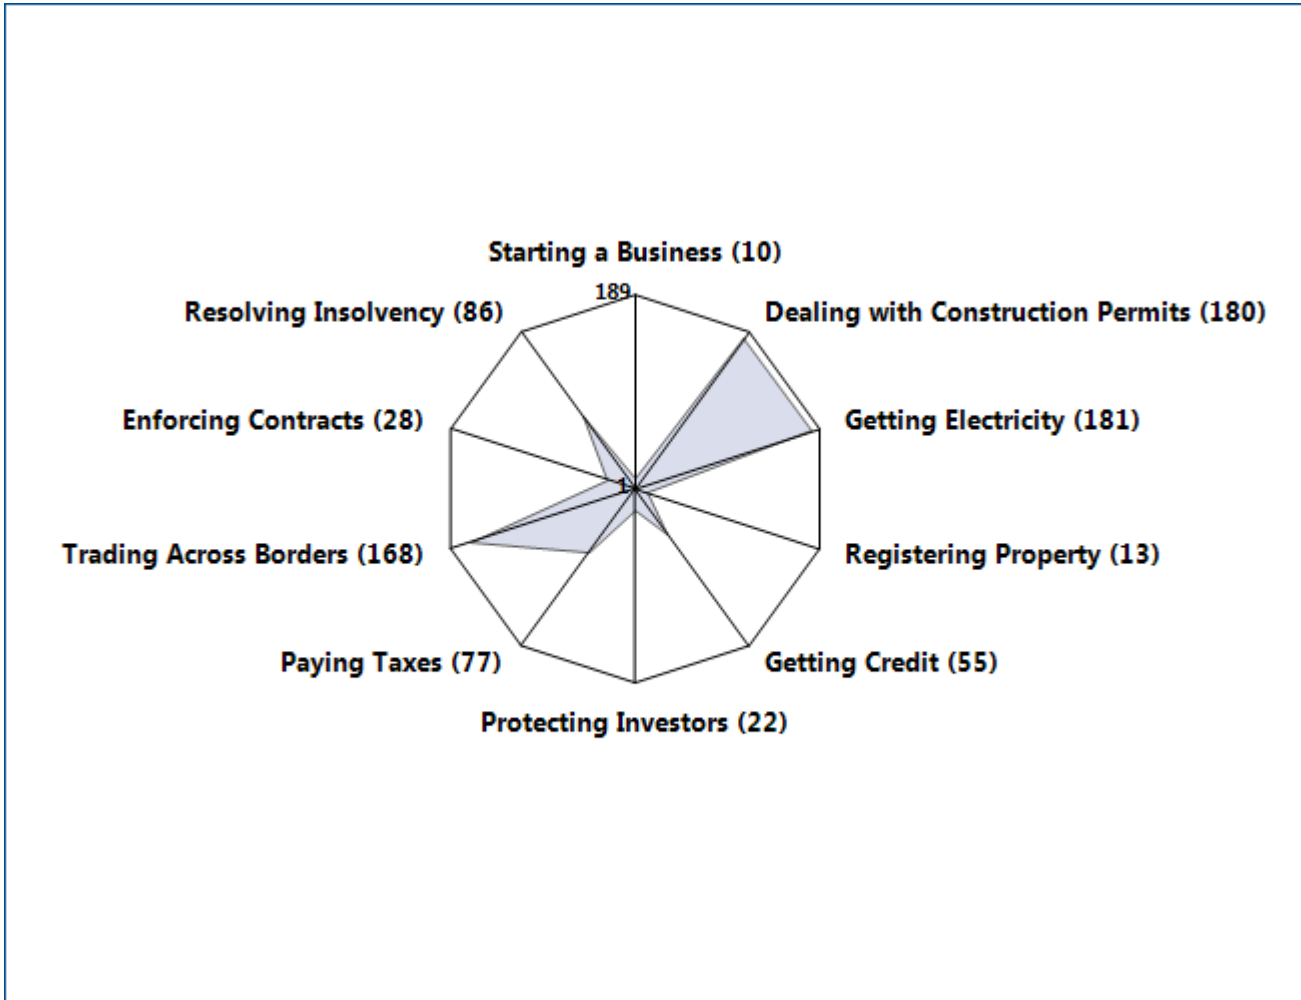 Starting a Business (10)
189
Resolving Insolvency (86)
Dealing with Construction Permits (180)
Enforcing Contracts (28)
Getting Electricity (181)
1
Trading Across Borders (168)
Registering Property (13)
Paying Taxes (77)
Getting Credit (55)
Protecting Investors (22)